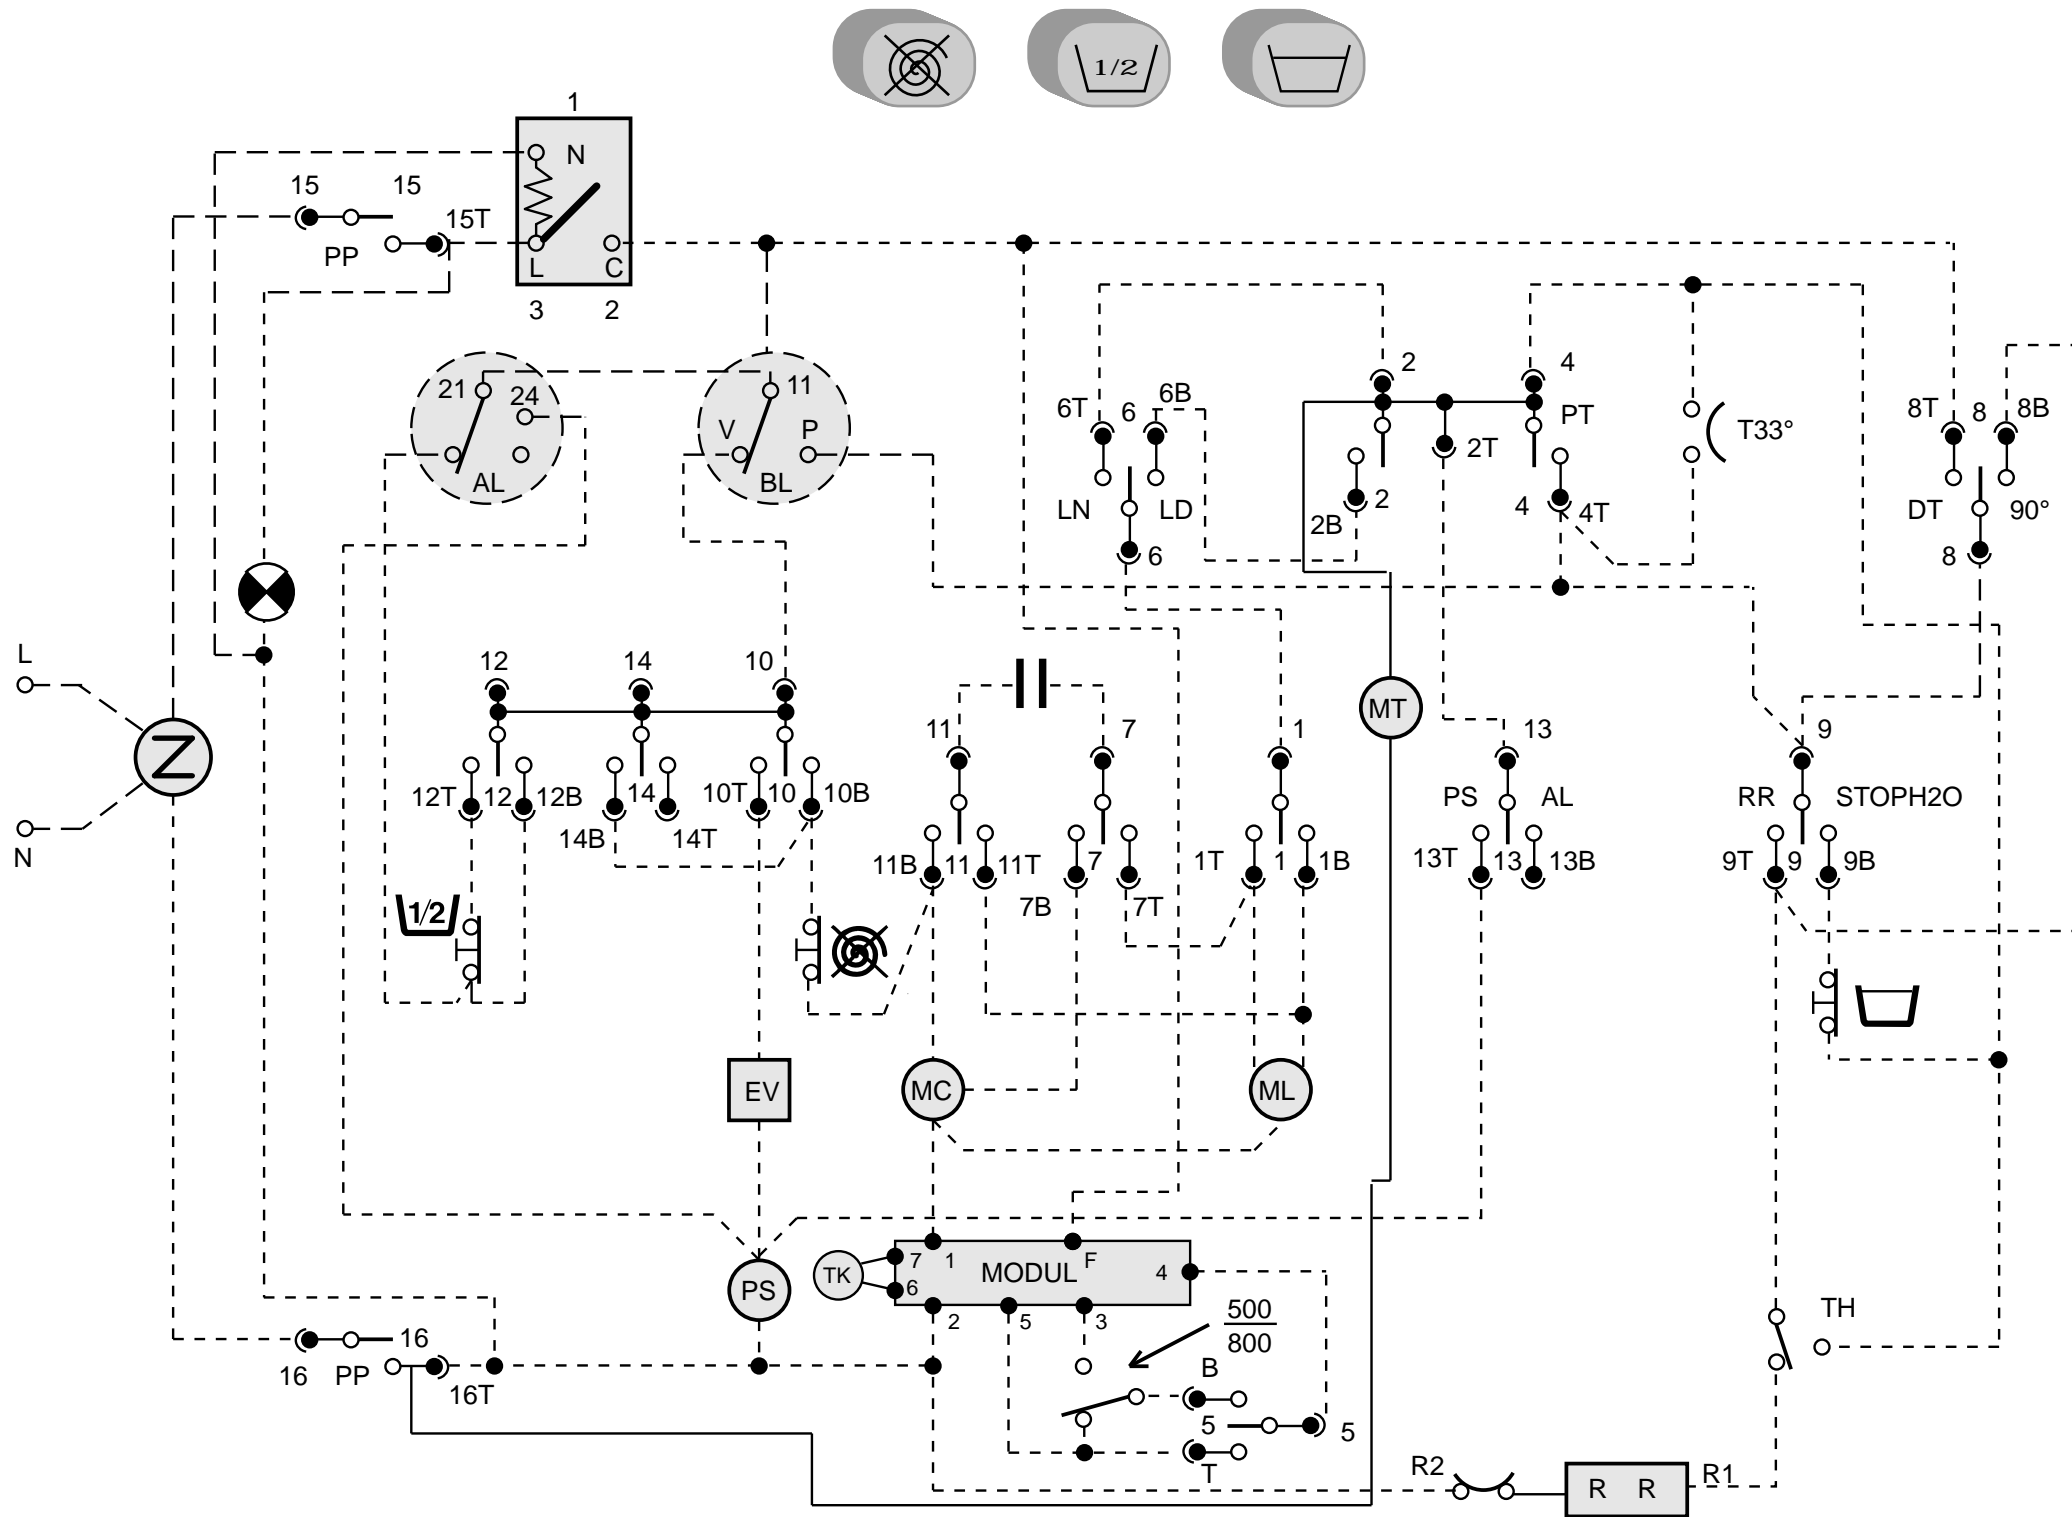 1/2
1
N
15 15
15T
PP
L C
3 2
2 4
21 24 11
6T 6 6B
PT
8T 8 8B
V P
2T
T33°
AL BL
LN LD
2B 2
4 4T
DT 90°
6
8
L
12 14 10
MT
11 7 1 13 9
N
12T 12 12B
14
10T 10 10B
PS AL
RR STOPH2O
14B 14T
11B 11 11T
7
1T 1 1B
13T 13 13B
9T 9 9B
7B 7T
1/2
EV MC ML
7 1 F
TK MODUL 4
6
PS
2 5 3
500
800
TH
16
16 PP
16T
B
5 5
T
R2 R R R1